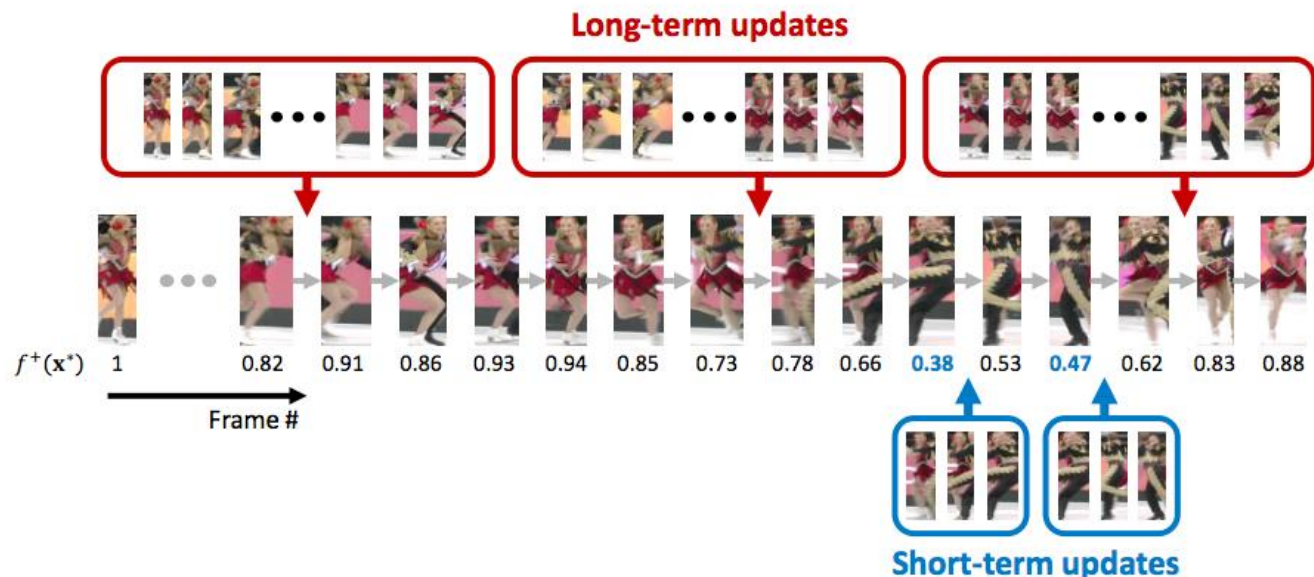 Long-term updates
f⁺(x*) 1 0.82 0.91 0.86 0.93 0.94 0.85 0.73 0.78 0.66 0.38 0.53 0.47 0.62 0.83 0.88
Frame #
Short-term updates